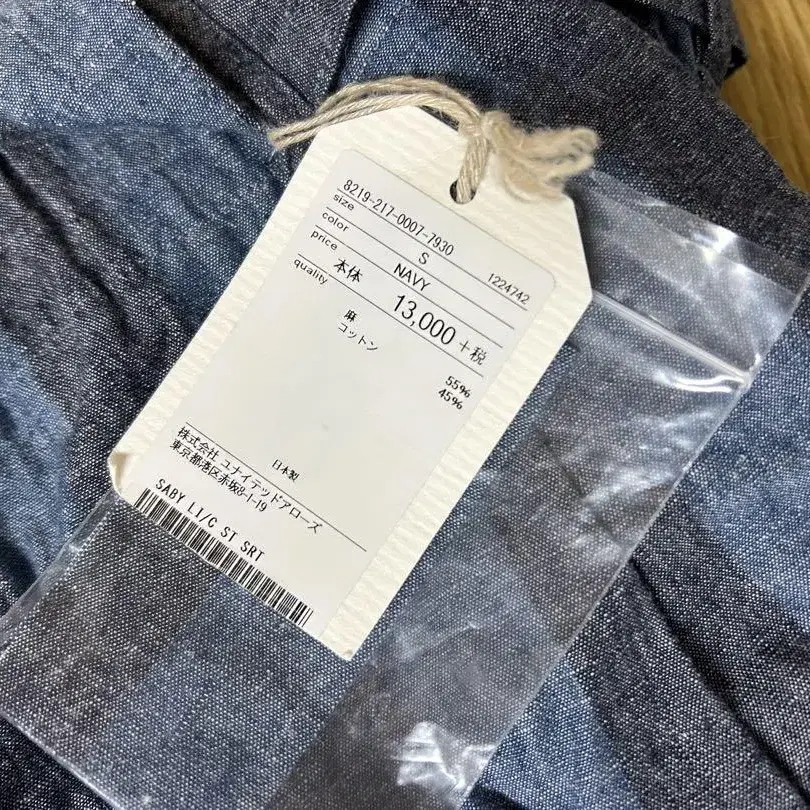 8219-217-0007-7930
size S 1224742
color NAVY
price 本体 13,000 +税
quality 麻 55%
コットン 45%
日本製
株式会社 ユナイテッドアローズ
東京都港区赤坂8-1-19
SABY LI/C ST SRT